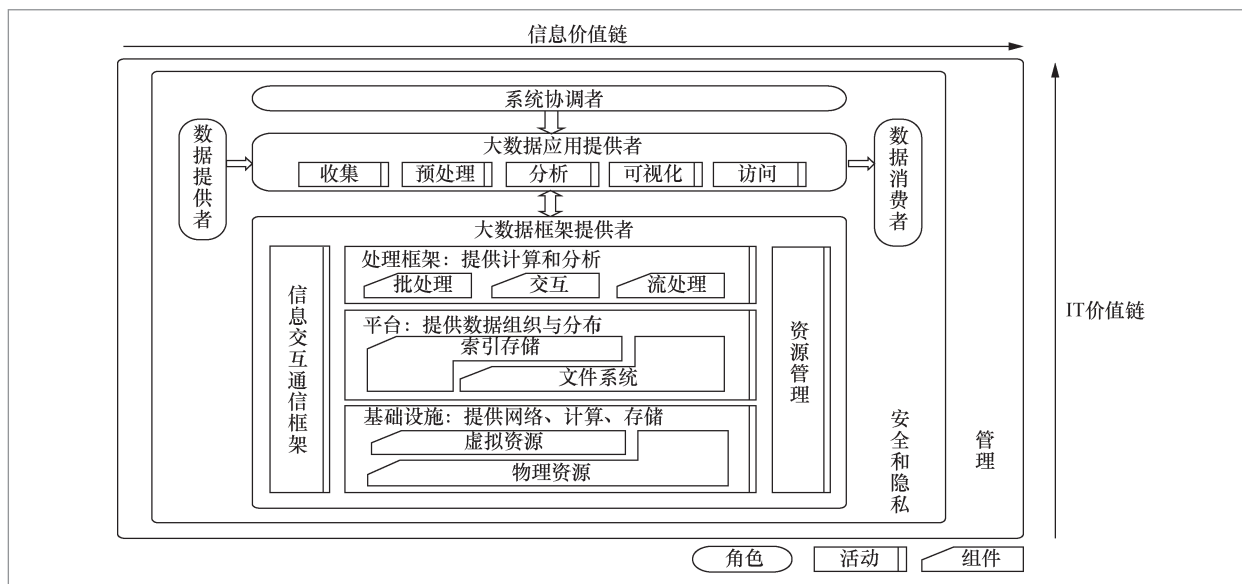 信息价值链
系统协调者
数据提供者
大数据应用提供者
收集
预处理
分析
可视化
访问
数据消费者
大数据框架提供者
信息交互通信框架
处理框架：提供计算和分析
批处理
交互
流处理
平台：提供数据组织与分布
索引存储
文件系统
基础设施：提供网络、计算、存储
虚拟资源
物理资源
资源管理
安全和隐私
管理
IT价值链
角色
活动
组件